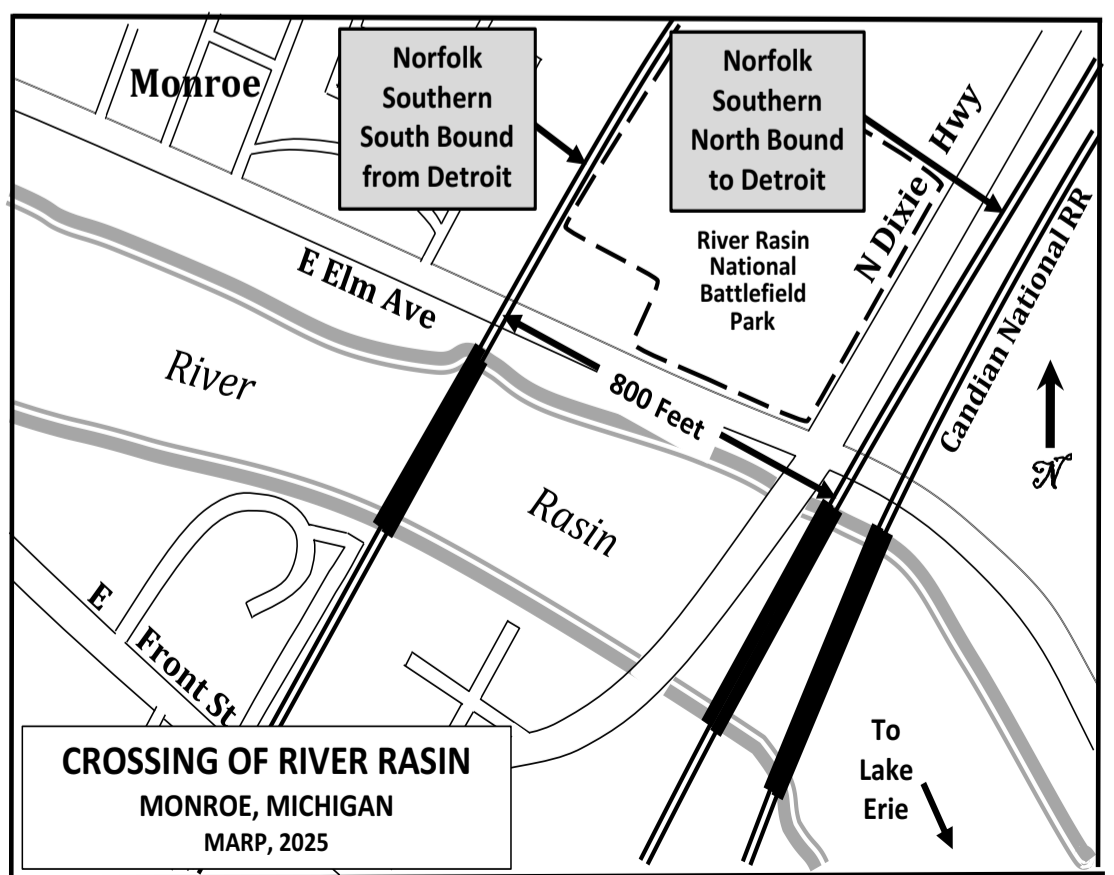 Monroe
Norfolk
Southern
South Bound
from Detroit
Norfolk
Southern
North Bound
to Detroit
N Dixie Hwy
River Rasin
National
Battlefield
Park
E Elm Ave
Candian National RR
800 Feet
River
Rasin
N
E Front St
To
Lake
Erie
CROSSING OF RIVER RASIN
MONROE, MICHIGAN
MARP, 2025